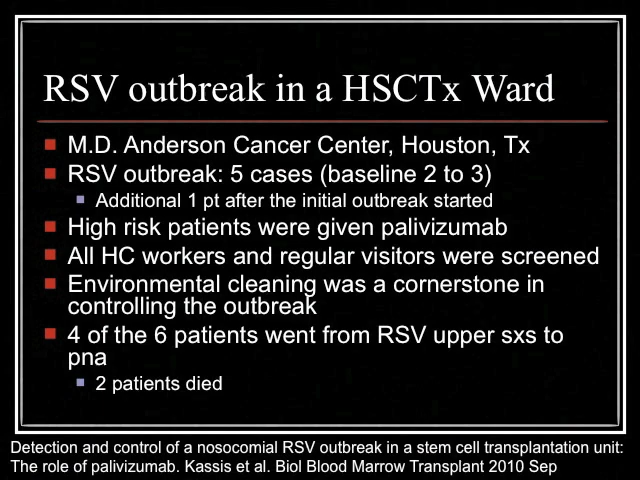 RSV outbreak in a HSCTx Ward
M.D. Anderson Cancer Center, Houston, Tx
RSV outbreak: 5 cases (baseline 2 to 3)
Additional 1 pt after the initial outbreak started
High risk patients were given palivizumab
All HC workers and regular visitors were screened
Environmental cleaning was a cornerstone in
controlling the outbreak
4 of the 6 patients went from RSV upper sxs to
pna
2 patients died
Detection and control of a nosocomial RSV outbreak in a stem cell transplantation unit:
The role of palivizumab. Kassis et al. Biol Blood Marrow Transplant 2010 Sep